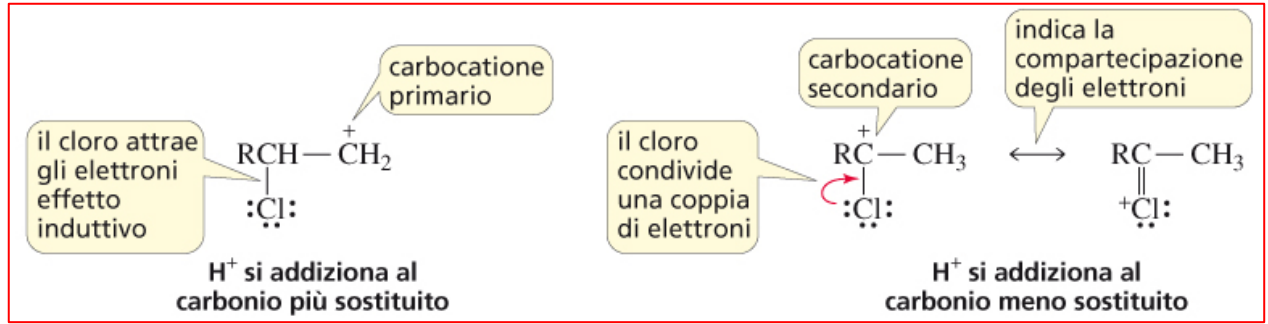 carbocatione
primario
il cloro attrae
gli elettroni
effetto
induttivo
RCH — CH₂
+
:Cl:
H⁺ si addiziona al
carbonio più sostituito
carbocatione
secondario
indica la
compartecipazione
degli elettroni
il cloro
condivide
una coppia
di elettroni
+
RC — CH₃ ⟷ RC — CH₃
:Cl: ⁺Cl:
H⁺ si addiziona al
carbonio meno sostituito